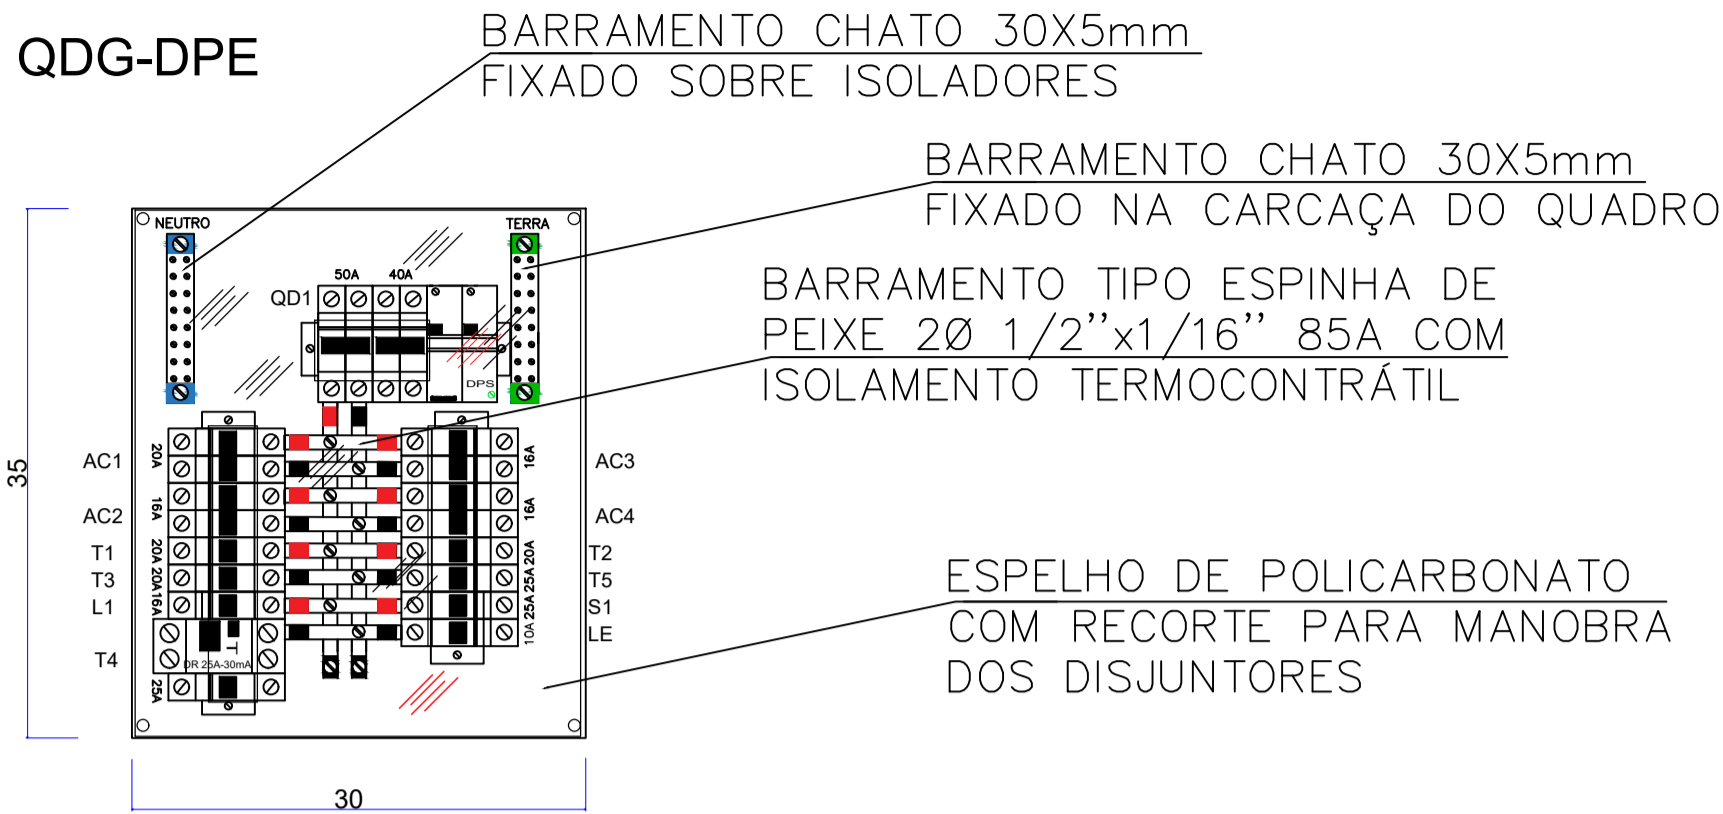 QDG-DPE
BARRAMENTO CHATO 30X5mm
FIXADO SOBRE ISOLADORES
BARRAMENTO CHATO 30X5mm
FIXADO NA CARCAÇA DO QUADRO
BARRAMENTO TIPO ESPINHA DE
PEIXE 2Ø 1/2’’x1/16’’ 85A COM
ISOLAMENTO TERMOCONTRÁTIL
ESPELHO DE POLICARBONATO
COM RECORTE PARA MANOBRA
DOS DISJUNTORES
NEUTRO
TERRA
50A 40A
QD1
DPS
AC1 20A 16A AC3
AC2 16A 16A AC4
T1 20A 20A T2
T3 20A 25A T5
L1 16A 25A S1
10A LE
T
T4 DR 25A-30mA
25A
35
30